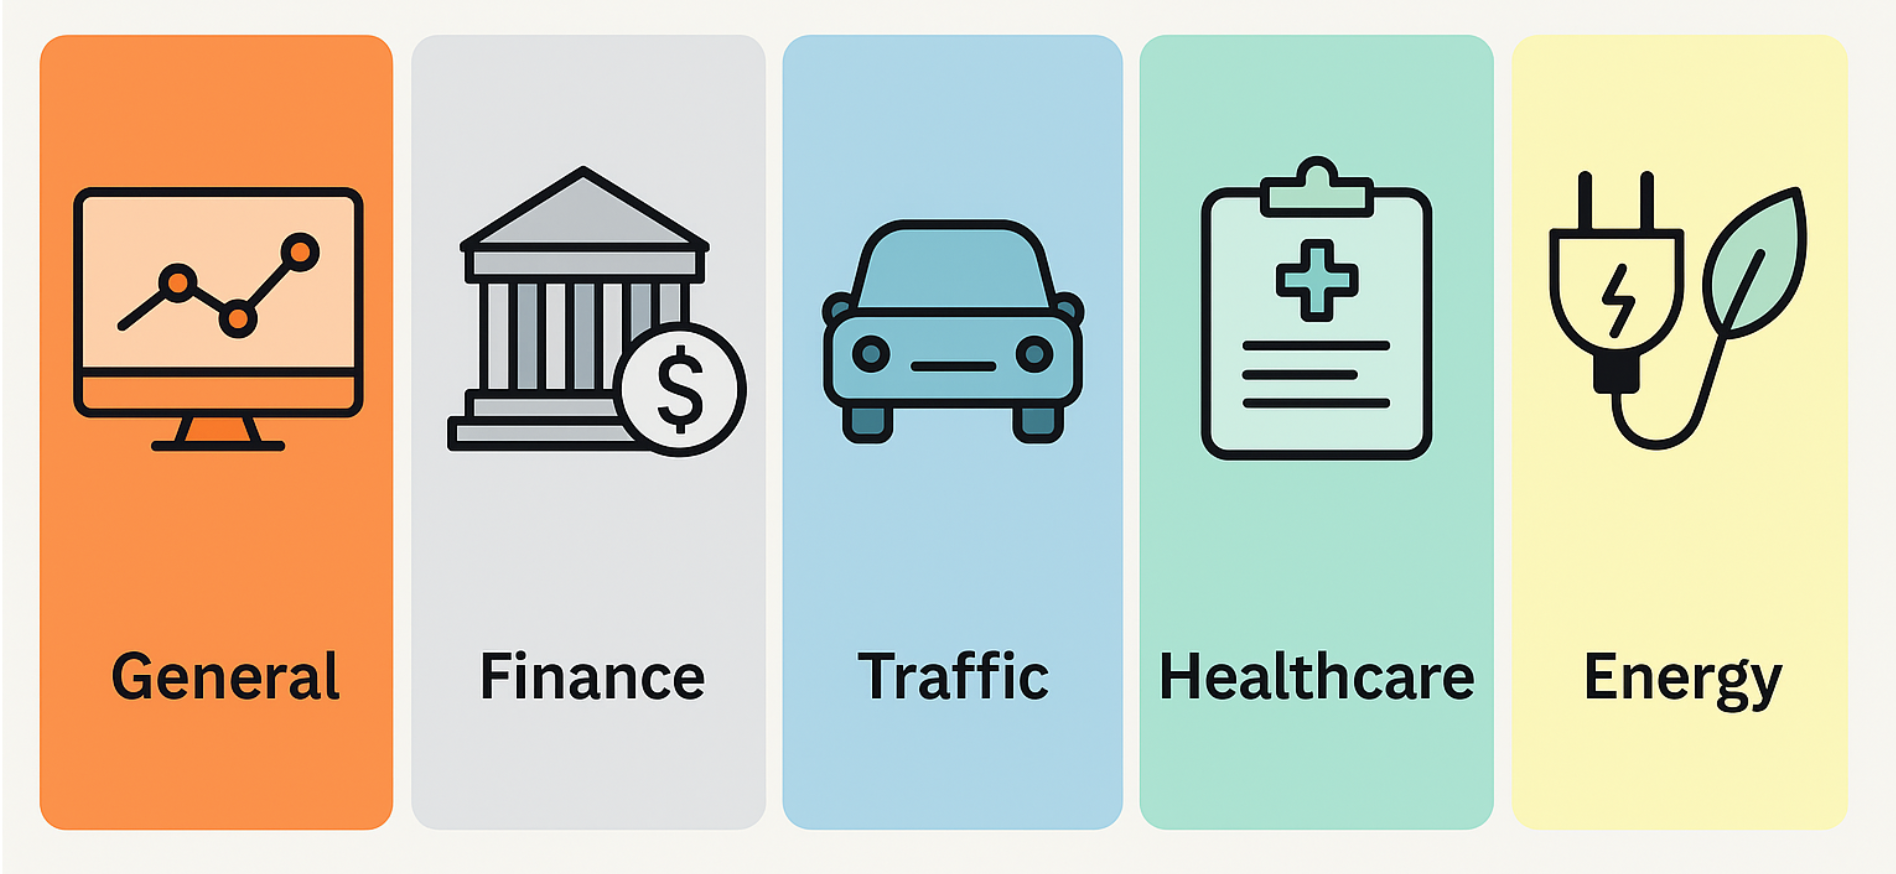 $
General
Finance
Traffic
Healthcare
Energy